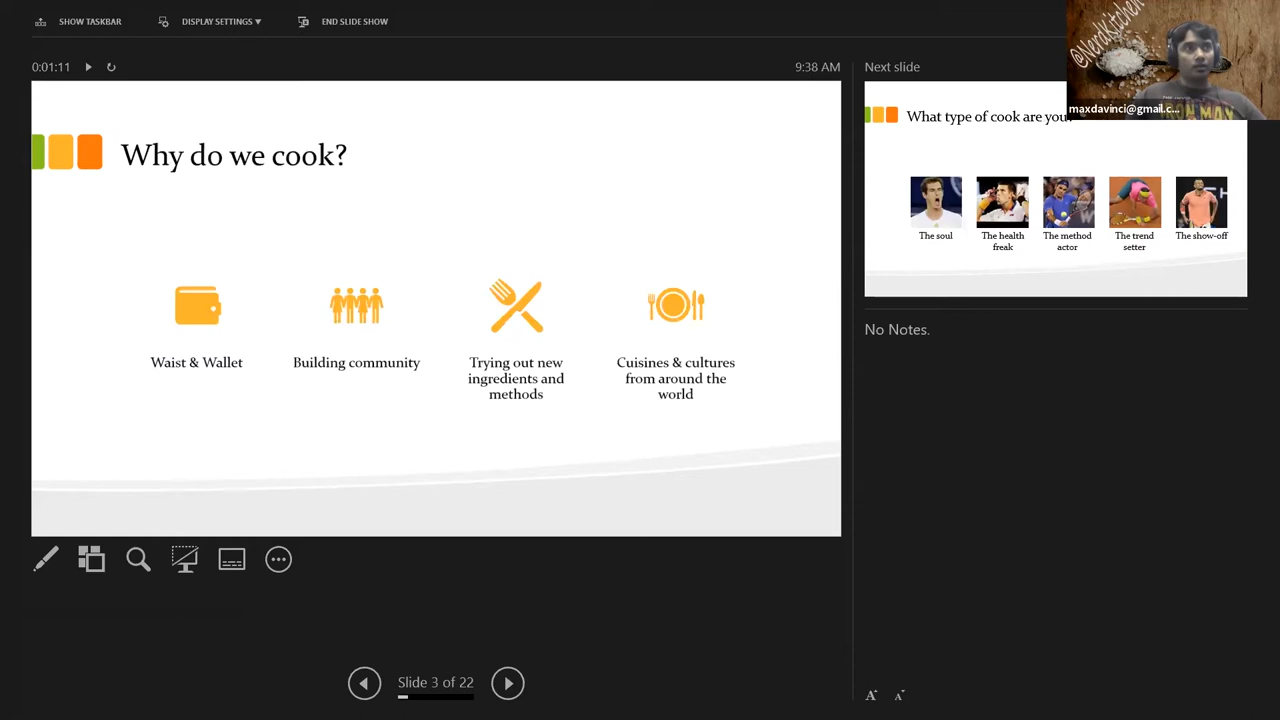 SHOW TASKBAR
DISPLAY SETTINGS ▼
END SLIDE SHOW
0:01:11
9:38 AM
Why do we cook?
Waist & Wallet
Building community
Trying out new
ingredients and
methods
Cuisines & cultures
from around the
world
Slide 3 of 22
Next slide
What type of cook are you?
The soul
The health
freak
The method
actor
The trend
setter
The show-off
No Notes.
A
A
@NerdKitchen
maxdavinci@gmail.c...